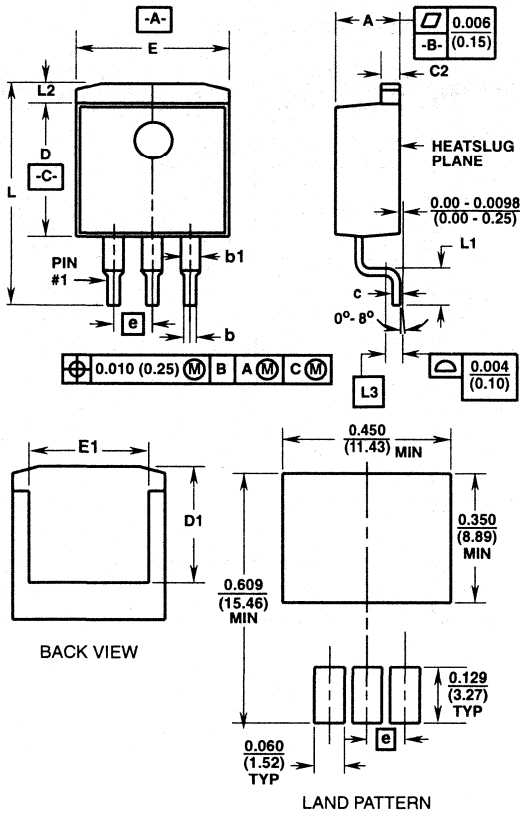 -A-
E
L2
D
-C-
L
b1
PIN
#1
e
b
⌖ 0.010 (0.25) Ⓜ B A Ⓜ C Ⓜ
A
▱ 0.006
-B- (0.15)
C2
HEATSLUG
PLANE
0.00 - 0.0098
(0.00 - 0.25)
L1
c
0º- 8º
L3
⌓ 0.004
(0.10)
E1
D1
BACK VIEW
0.450
(11.43) MIN
0.350
(8.89)
MIN
0.609
(15.46)
MIN
0.129
(3.27)
TYP
e
0.060
(1.52)
TYP
LAND PATTERN